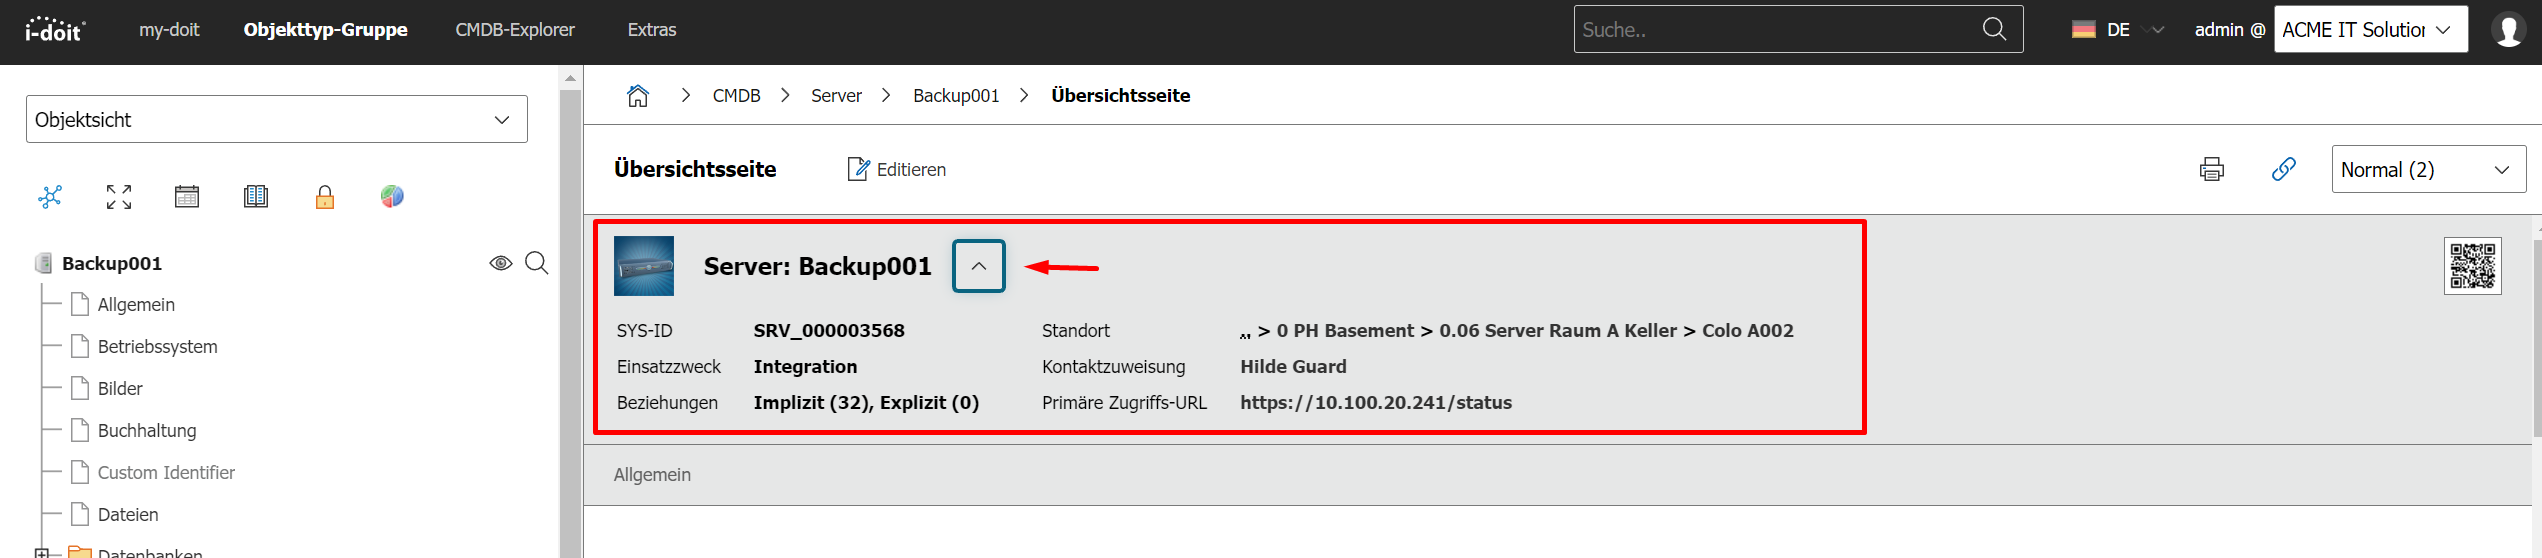 i-doit
my-doit Objekttyp-Gruppe CMDB-Explorer Extras Suche.. DE admin @ ACME IT Solution
Objektsicht
CMDB > Server > Backup001 > Übersichtsseite
Übersichtsseite Editieren Normal (2)
Backup001
Allgemein
Betriebssystem
Bilder
Buchhaltung
Custom Identifier
Dateien
Datenbanken
Server: Backup001
SYS-ID SRV_000003568 Standort .. > 0 PH Basement > 0.06 Server Raum A Keller > Colo A002
Einsatzzweck Integration Kontaktzuweisung Hilde Guard
Beziehungen Implizit (32), Explizit (0) Primäre Zugriffs-URL https://10.100.20.241/status
Allgemein